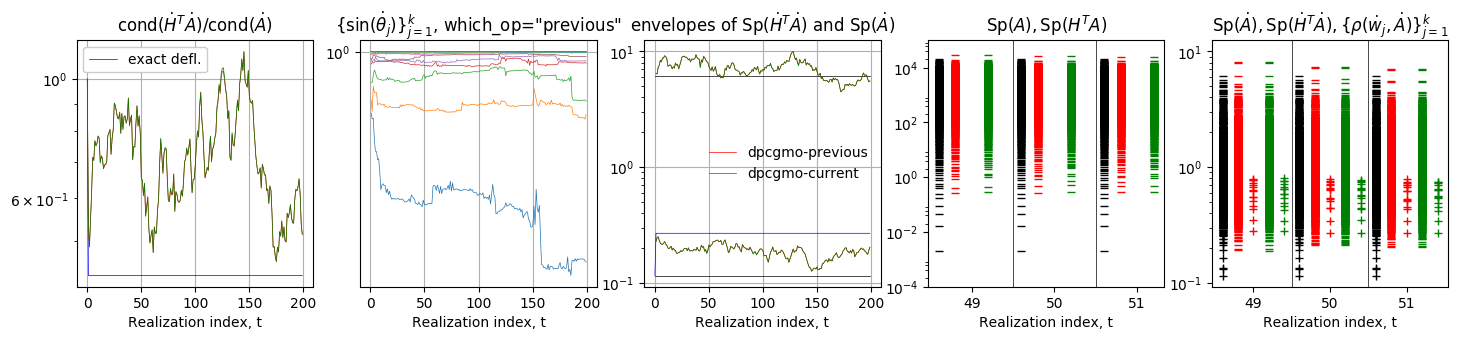 cond(Ḣ^TȦ)/cond(Ȧ)
10^0
6 × 10^−1
exact defl.
0 50 100 150 200
Realization index, t
{sin(θ̇_j)}_{j=1}^k, which_op="previous"
10^0
0 50 100 150 200
Realization index, t
envelopes of Sp(Ḣ^TȦ) and Sp(Ȧ)
10^1
10^0
10^−1
dpcgmo-previous
dpcgmo-current
0 50 100 150 200
Realization index, t
Sp(A), Sp(H^TA)
10^4
10^2
10^0
10^−2
10^−4
49 50 51
Realization index, t
Sp(Ȧ), Sp(Ḣ^TȦ), {ρ(ẇ_j, Ȧ)}_{j=1}^k
10^1
10^0
10^−1
49 50 51
Realization index, t